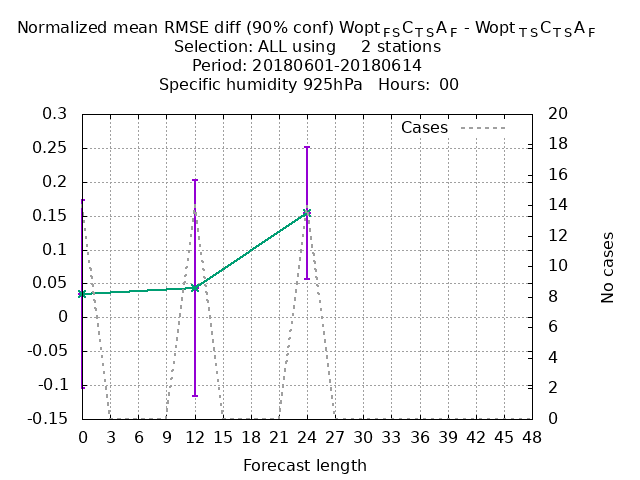 Normalized mean RMSE diff (90% conf) Wopt FS C TS A F - Wopt TS C TS A F
Selection: ALL using 2 stations
Period: 20180601-20180614
Specific humidity 925hPa Hours: 00
Cases
0.3
0.25
0.2
0.15
0.1
0.05
0
-0.05
-0.1
-0.15
20
18
16
14
12
10
8
6
4
2
0
No cases
0 3 6 9 12 15 18 21 24 27 30 33 36 39 42 45 48
Forecast length